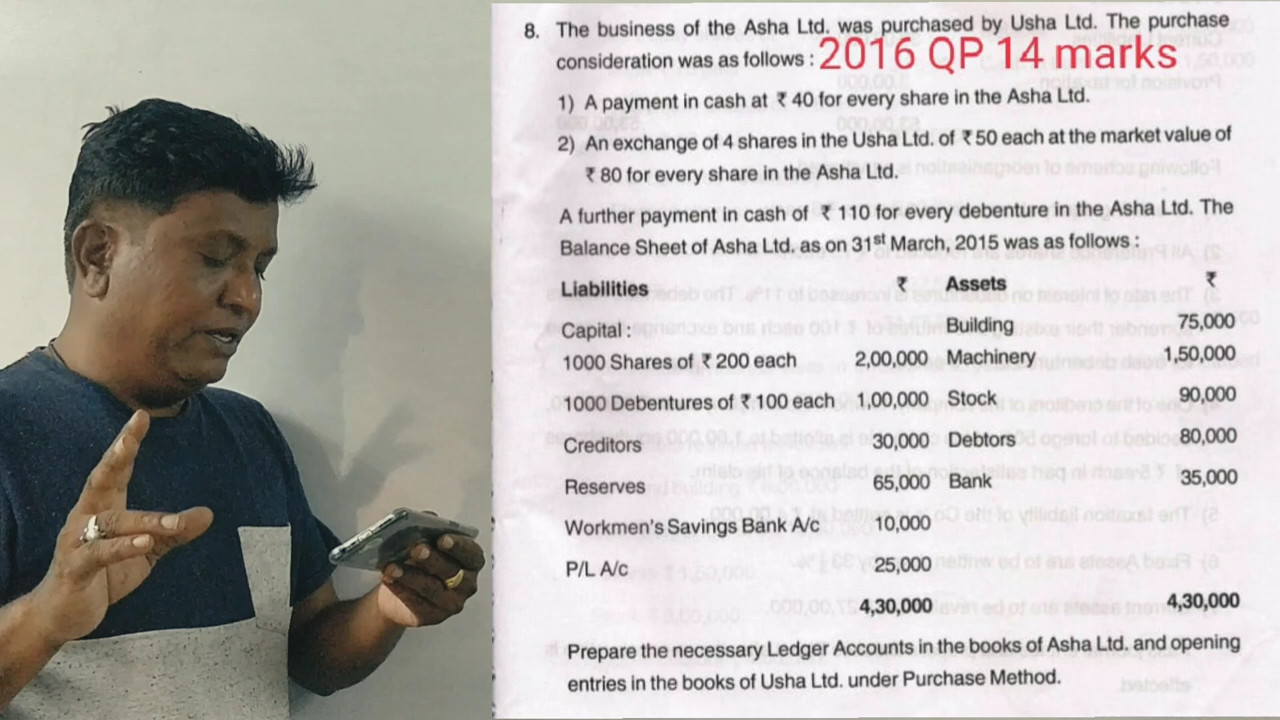 8. The business of the Asha Ltd. was purchased by Usha Ltd. The purchase
consideration was as follows : 2016 QP 14 marks
1) A payment in cash at ₹ 40 for every share in the Asha Ltd.
2) An exchange of 4 shares in the Usha Ltd. of ₹ 50 each at the market value of
₹ 80 for every share in the Asha Ltd.
A further payment in cash of ₹ 110 for every debenture in the Asha Ltd. The
Balance Sheet of Asha Ltd. as on 31st March, 2015 was as follows :
Liabilities ₹ Assets ₹
Capital : Building 75,000
1000 Shares of ₹ 200 each 2,00,000 Machinery 1,50,000
1000 Debentures of ₹ 100 each 1,00,000 Stock 90,000
Creditors 30,000 Debtors 80,000
Reserves 65,000 Bank 35,000
Workmen's Savings Bank A/c 10,000
P/L A/c 25,000
4,30,000 4,30,000
Prepare the necessary Ledger Accounts in the books of Asha Ltd. and opening
entries in the books of Usha Ltd. under Purchase Method.